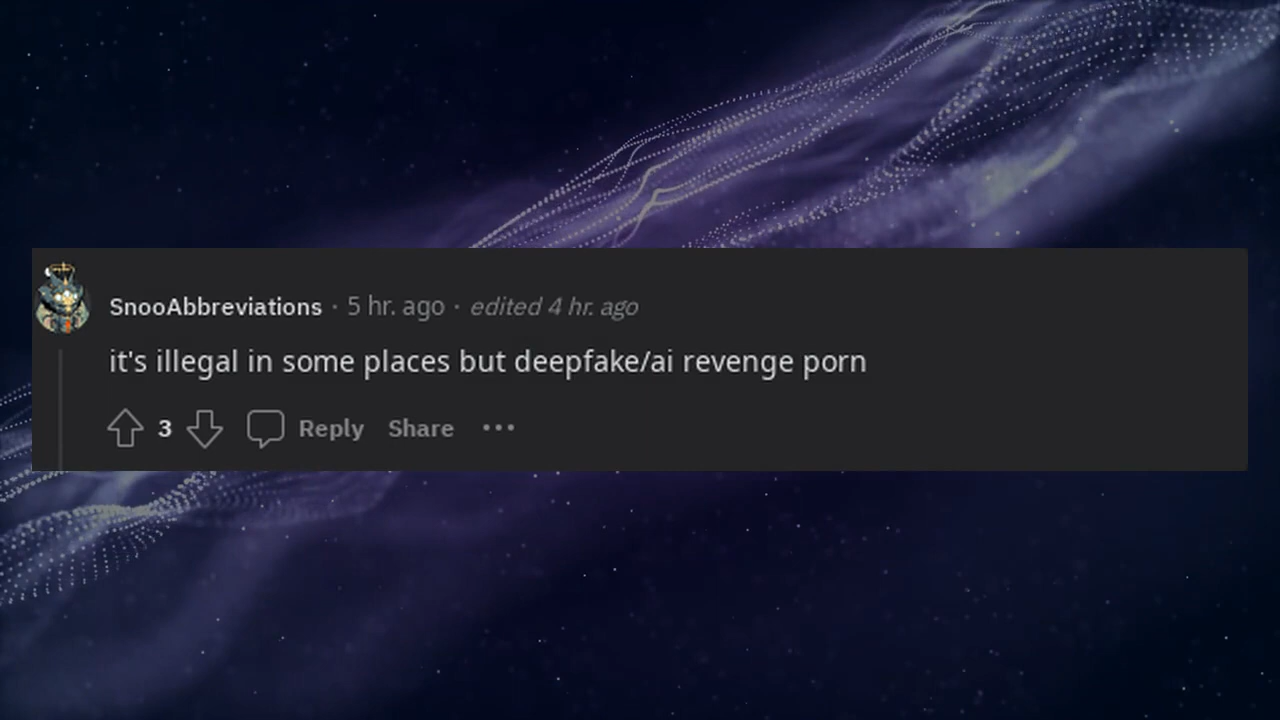 SnooAbbreviations · 5 hr. ago · edited 4 hr. ago
it's illegal in some places but deepfake/ai revenge porn
3 Reply Share ···